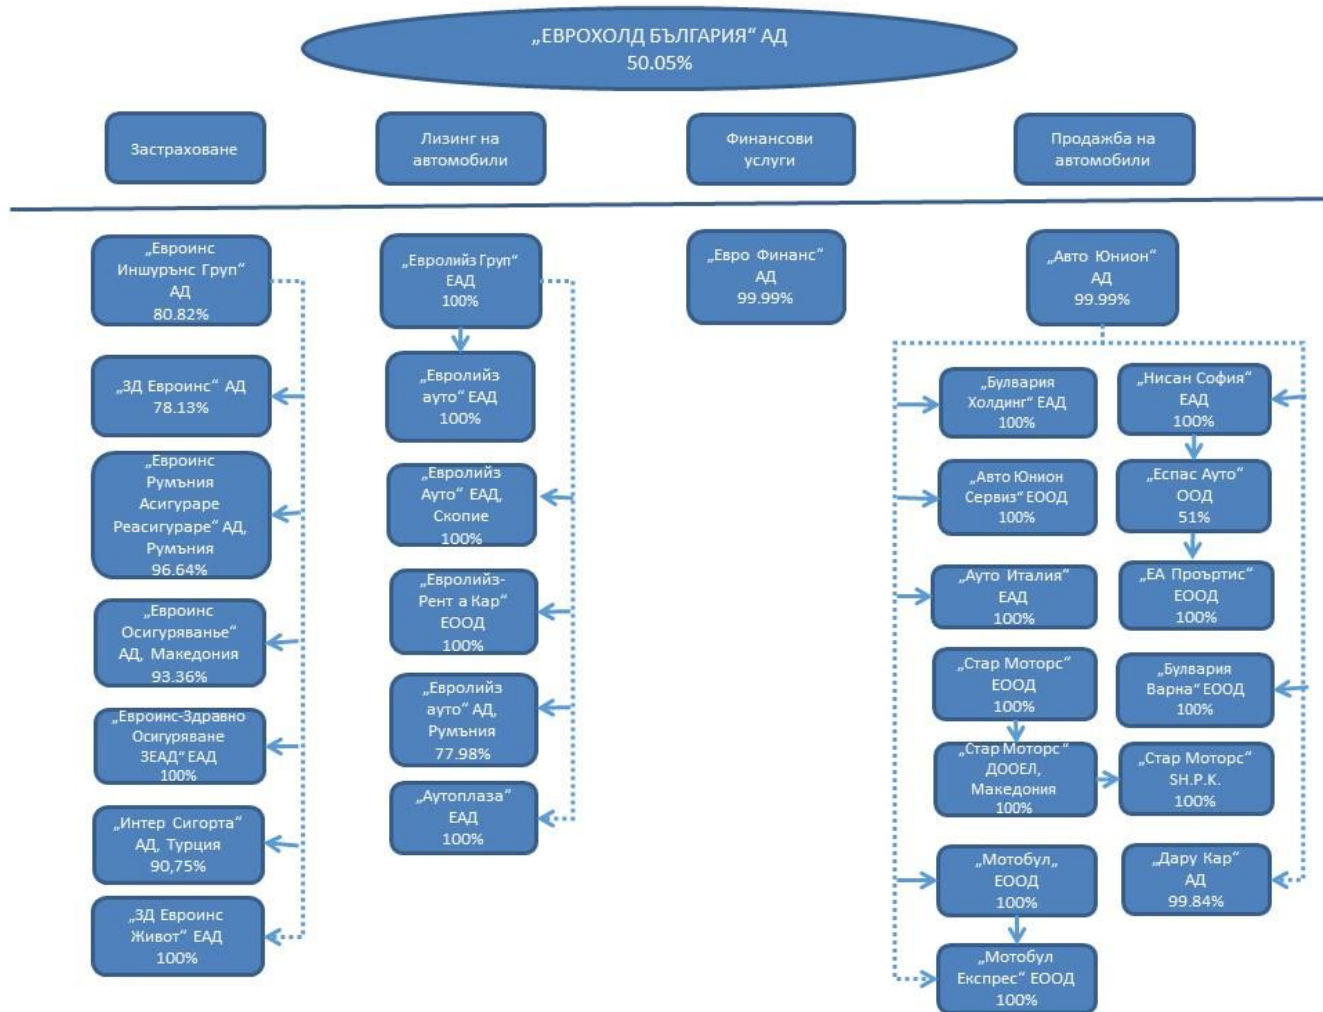 „ЕВРОХОЛД БЪЛГАРИЯ“ АД
50.05%
Застраховане
Лизинг на
автомобили
Финансови
услуги
Продажба на
автомобили
„Евроинс
Иншурънс Груп“
АД
80.82%
„ЗД Евроинс“ АД
78.13%
„Евроинс
Румъния
Асигураре
Реасигураре“ АД,
Румъния
96.64%
„Евроинс
Осигуряванье“
АД, Македония
93.36%
„Евроинс-Здравно
Осигуряване
ЗЕАД“ ЕАД
100%
„Интер Сигорта“
АД, Турция
90,75%
„ЗД Евроинс
Живот“ ЕАД
100%
„Евролийз Груп“
ЕАД
100%
„Евролийз
ауто“ ЕАД
100%
„Евролийз
Ауто“ ЕАД,
Скопие
100%
„Евролийз-
Рент а Кар“
ЕООД
100%
„Евролийз
ауто“ АД,
Румъния
77.98%
„Аутоплаза“
ЕАД
100%
„Евро Финанс“
АД
99.99%
„Авто Юнион“
АД
99.99%
„Булвария
Холдинг“ ЕАД
100%
„Авто Юнион
Сервиз“ ЕООД
100%
„Ауто Италия“
ЕАД
100%
„Стар Моторс“
ЕООД
100%
„Стар Моторс“
ДООЕЛ,
Македония
100%
„Мотобул„
ЕООД
100%
„Мотобул
Експрес“ ЕООД
100%
„Нисан София“
ЕАД
100%
„Еспас Ауто“
ООД
51%
„ЕА Проъртис“
ЕООД
100%
„Булвария
Варна“ ЕООД
100%
„Стар Моторс“
SH.P.K.
100%
„Дару Кар“
АД
99.84%